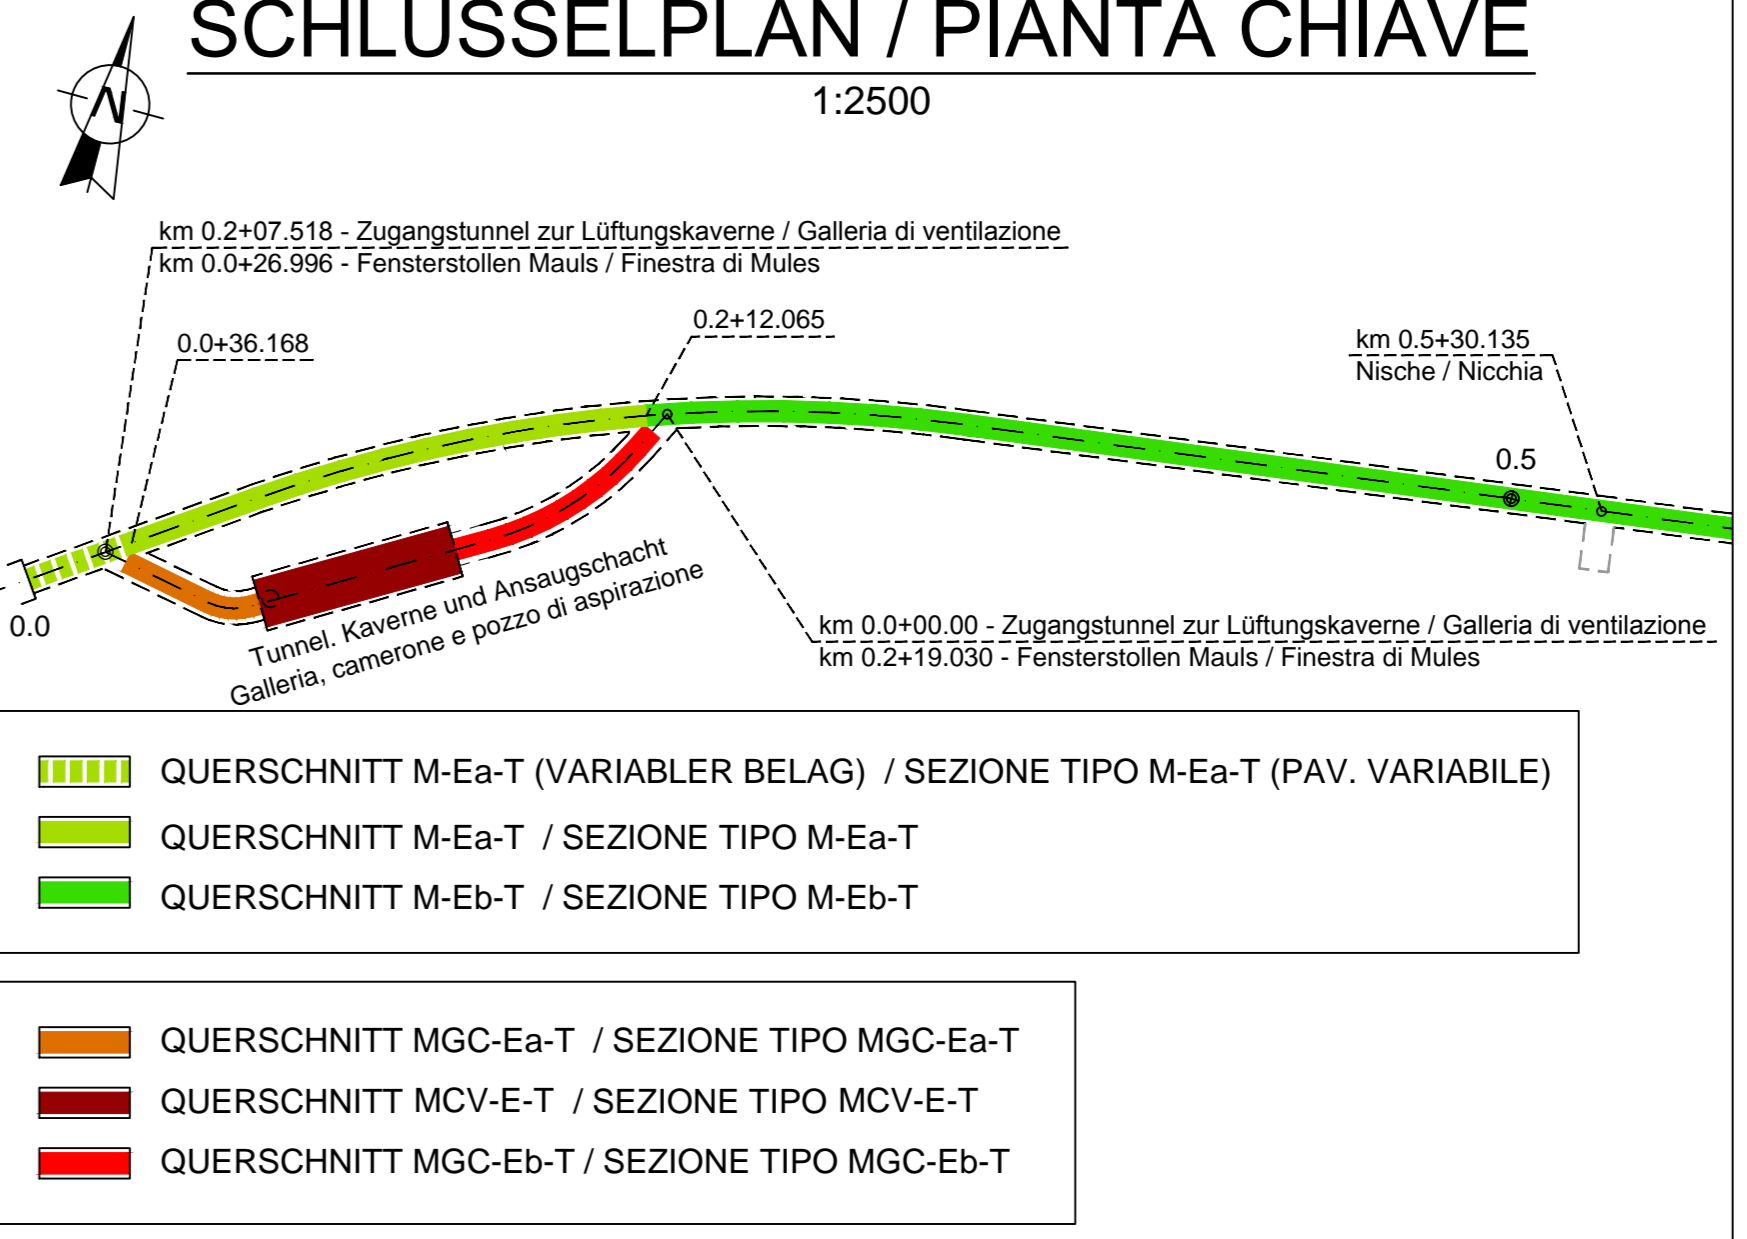 SCHLÜSSELPLAN / PIANTA CHIAVE
1:2500
N
km 0.2+07.518 - Zugangstunnel zur Lüftungskaverne / Galleria di ventilazione
km 0.0+26.996 - Fensterstollen Mauls / Finestra di Mules
0.0+36.168
0.2+12.065
km 0.5+30.135
Nische / Nicchia
0.5
0.0
Tunnel. Kaverne und Ansaugschacht
Galleria, camerone e pozzo di aspirazione
km 0.0+00.00 - Zugangstunnel zur Lüftungskaverne / Galleria di ventilazione
km 0.2+19.030 - Fensterstollen Mauls / Finestra di Mules
QUERSCHNITT M-Ea-T (VARIABLER BELAG) / SEZIONE TIPO M-Ea-T (PAV. VARIABILE)
QUERSCHNITT M-Ea-T / SEZIONE TIPO M-Ea-T
QUERSCHNITT M-Eb-T / SEZIONE TIPO M-Eb-T
QUERSCHNITT MGC-Ea-T / SEZIONE TIPO MGC-Ea-T
QUERSCHNITT MCV-E-T / SEZIONE TIPO MCV-E-T
QUERSCHNITT MGC-Eb-T / SEZIONE TIPO MGC-Eb-T